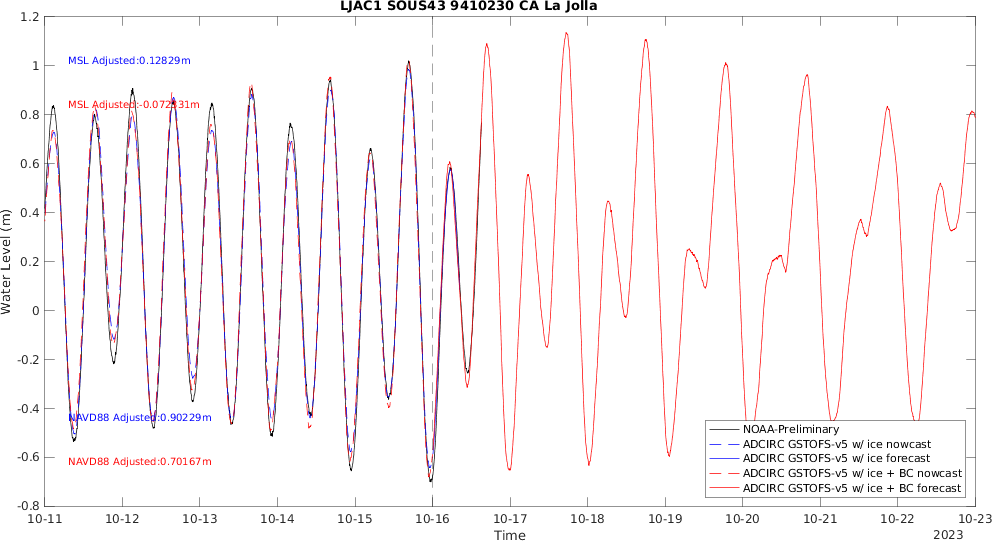 LJAC1 SOUS43 9410230 CA La Jolla
1.2
1
0.8
0.6
0.4
0.2
0
-0.2
-0.4
-0.6
-0.8
Water Level (m)
MSL Adjusted:0.12829m
MSL Adjusted:-0.072931m
NAVD88 Adjusted:0.90229m
NAVD88 Adjusted:0.70167m
NOAA-Preliminary
ADCIRC GSTOFS-v5 w/ ice nowcast
ADCIRC GSTOFS-v5 w/ ice forecast
ADCIRC GSTOFS-v5 w/ ice + BC nowcast
ADCIRC GSTOFS-v5 w/ ice + BC forecast
10-11 10-12 10-13 10-14 10-15 10-16 10-17 10-18 10-19 10-20 10-21 10-22 10-23
Time
2023